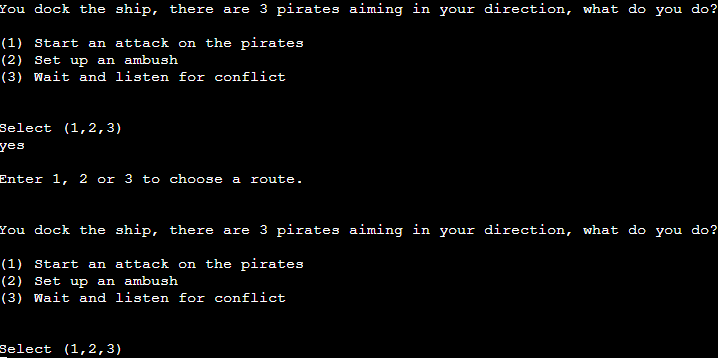 You dock the ship, there are 3 pirates aiming in your direction, what do you do?
(1) Start an attack on the pirates
(2) Set up an ambush
(3) Wait and listen for conflict
Select (1,2,3)
yes
Enter 1, 2 or 3 to choose a route.
You dock the ship, there are 3 pirates aiming in your direction, what do you do?
(1) Start an attack on the pirates
(2) Set up an ambush
(3) Wait and listen for conflict
Select (1,2,3)